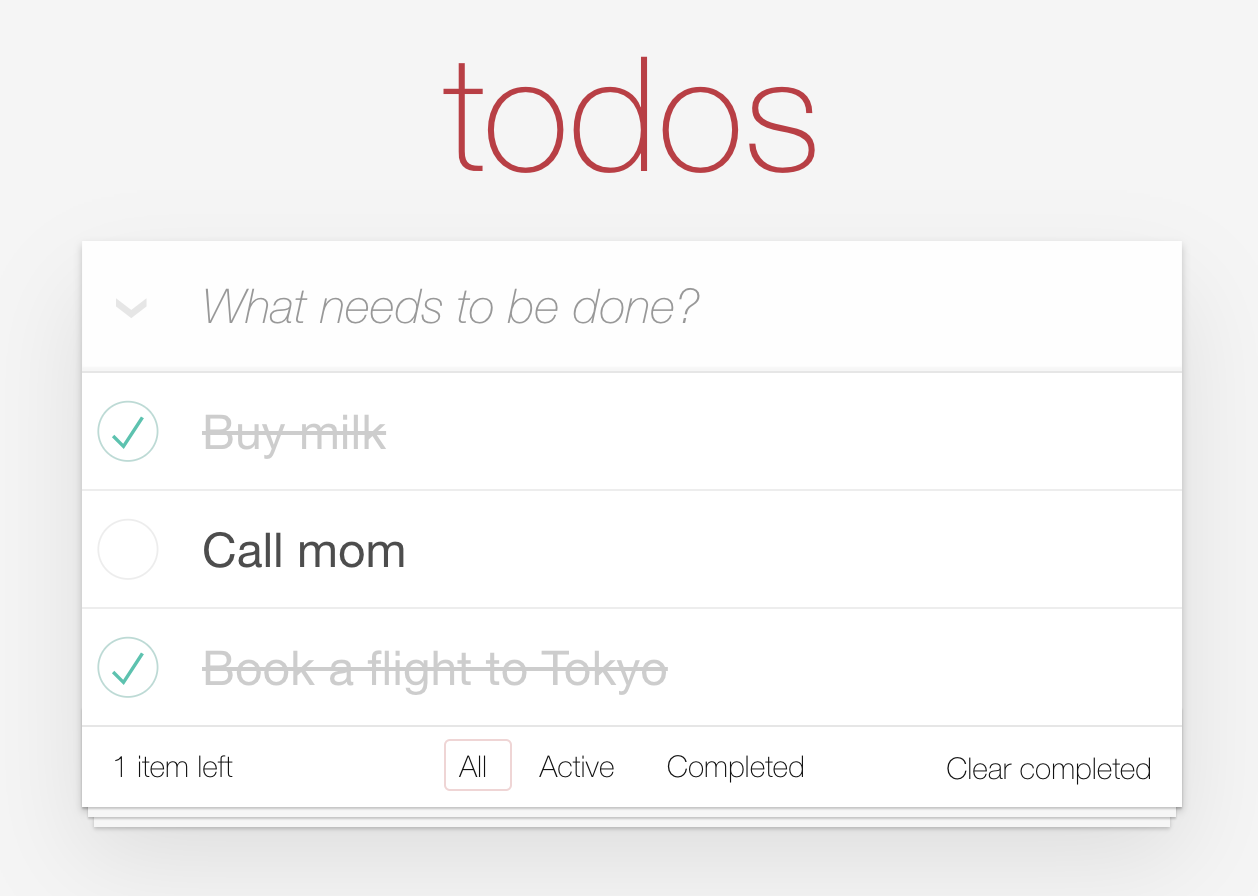 todos
What needs to be done?
Buy milk
Call mom
Book a flight to Tokyo
1 item left All Active Completed Clear completed